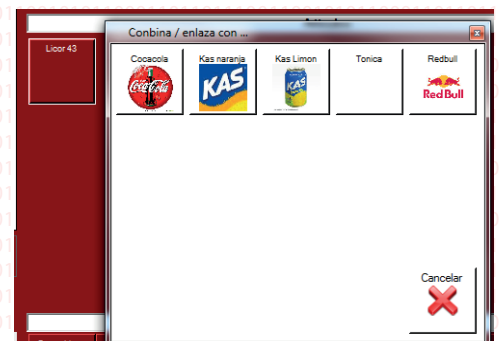 Conbina / enlaza con ...
Licor 43
Cocacola
Kas naranja
Kas Limon
Tonica
Redbull
Coca-Cola
KAS
KAS
Red Bull
Cancelar